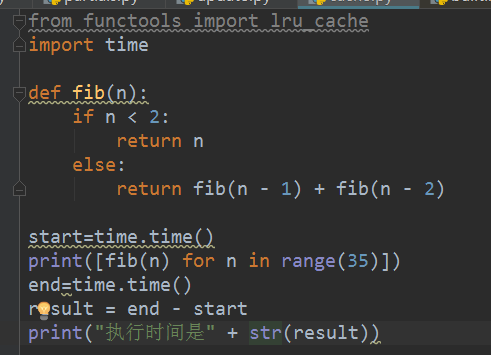 from functools import lru_cache
import time

def fib(n):
    if n < 2:
        return n
    else:
        return fib(n - 1) + fib(n - 2)

start=time.time()
print([fib(n) for n in range(35)])
end=time.time()
result = end - start
print("执行时间是" + str(result))